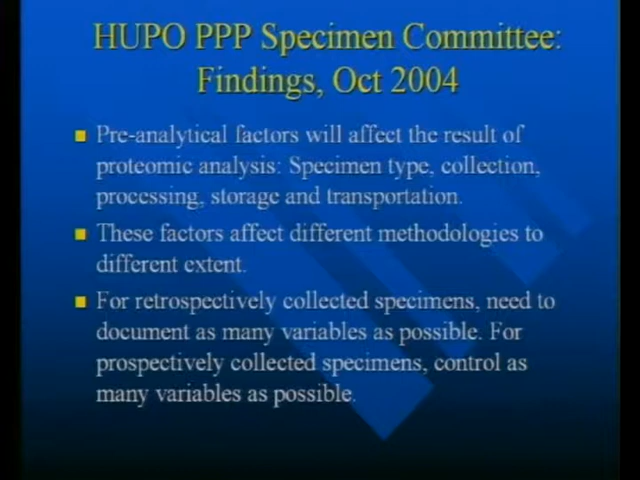 HUPO PPP Specimen Committee:
Findings, Oct 2004
Pre-analytical factors will affect the result of
proteomic analysis: Specimen type, collection,
processing, storage and transportation.
These factors affect different methodologies to
different extent.
For retrospectively collected specimens, need to
document as many variables as possible. For
prospectively collected specimens, control as
many variables as possible.